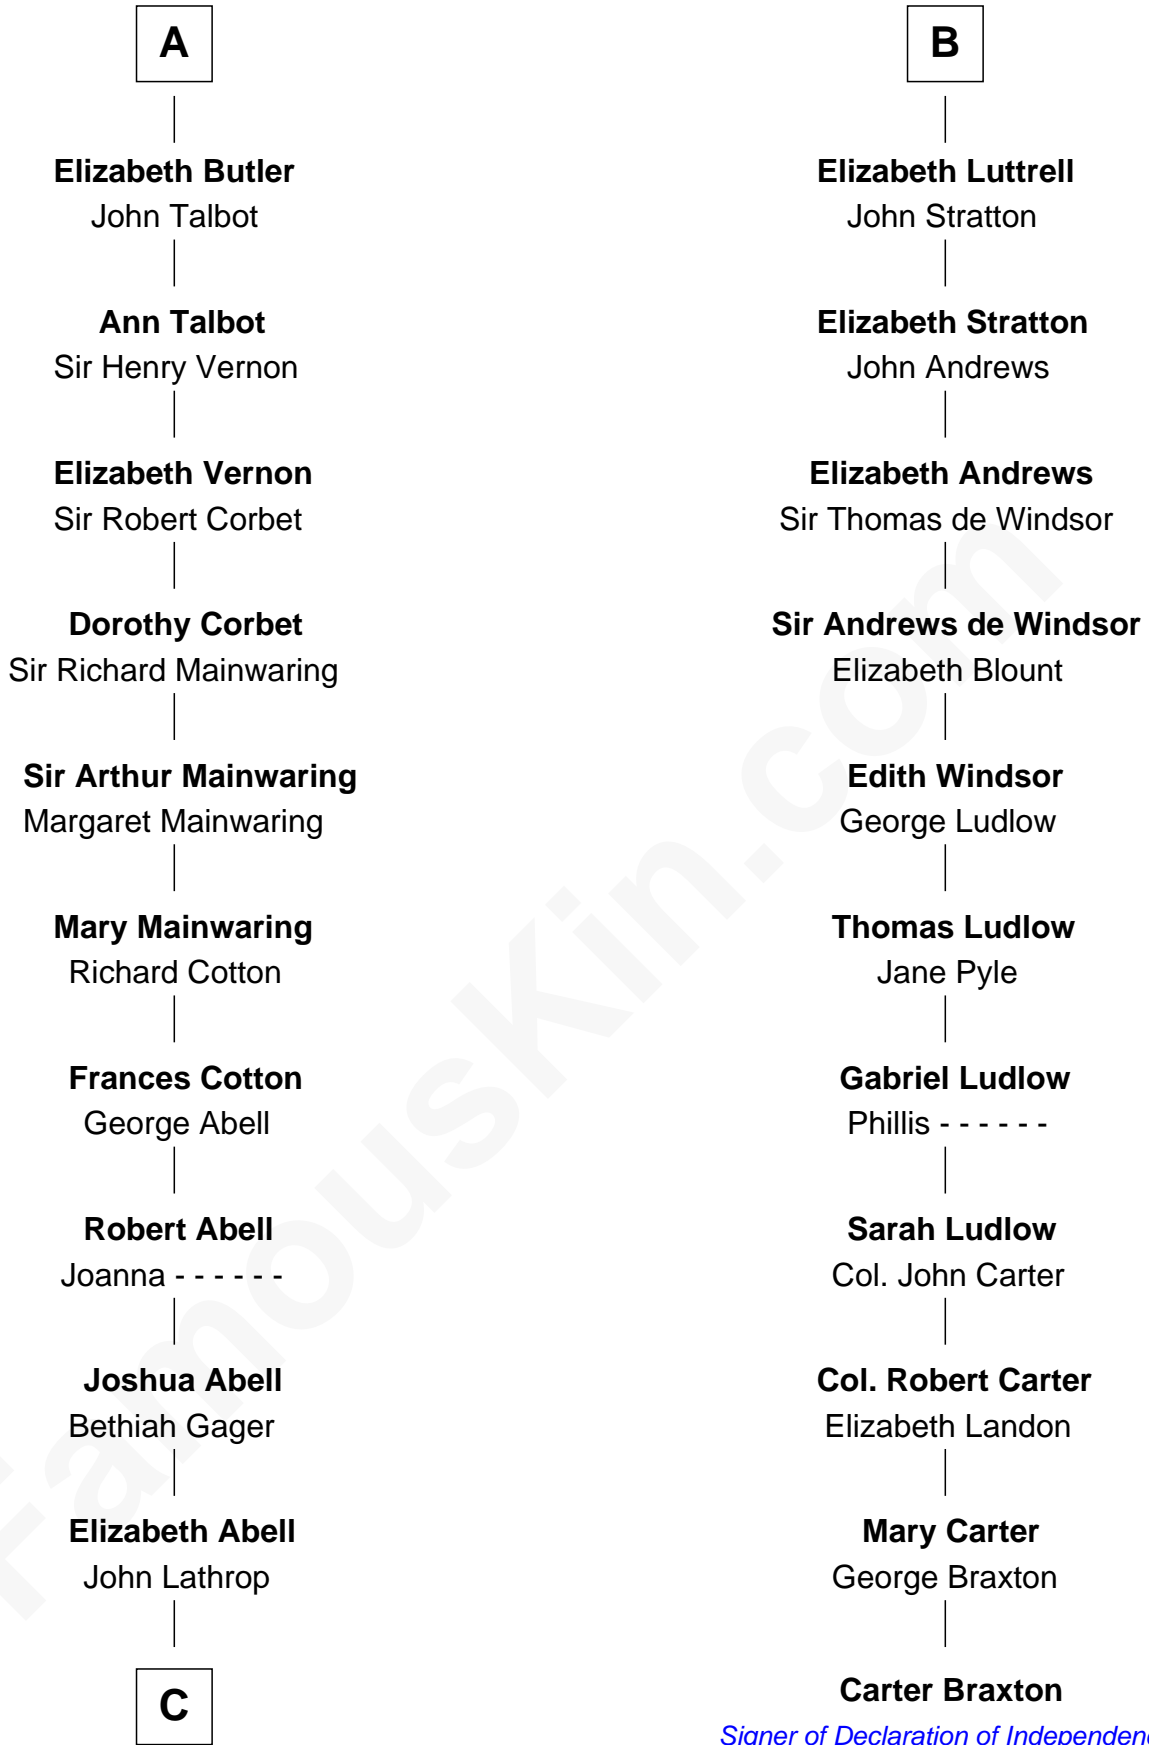 A
Elizabeth Butler
John Talbot
Ann Talbot
Sir Henry Vernon
Elizabeth Vernon
Sir Robert Corbet
Dorothy Corbet
Sir Richard Mainwaring
Sir Arthur Mainwaring
Margaret Mainwaring
Mary Mainwaring
Richard Cotton
Frances Cotton
George Abell
Robert Abell
Joanna - - - - - -
Joshua Abell
Bethiah Gager
Elizabeth Abell
John Lathrop
C
B
Elizabeth Luttrell
John Stratton
Elizabeth Stratton
John Andrews
Elizabeth Andrews
Sir Thomas de Windsor
Sir Andrews de Windsor
Elizabeth Blount
Edith Windsor
George Ludlow
Thomas Ludlow
Jane Pyle
Gabriel Ludlow
Phillis - - - - - -
Sarah Ludlow
Col. John Carter
Col. Robert Carter
Elizabeth Landon
Mary Carter
George Braxton
Carter Braxton
Signer of Declaration of Independenc
FamousKin.com